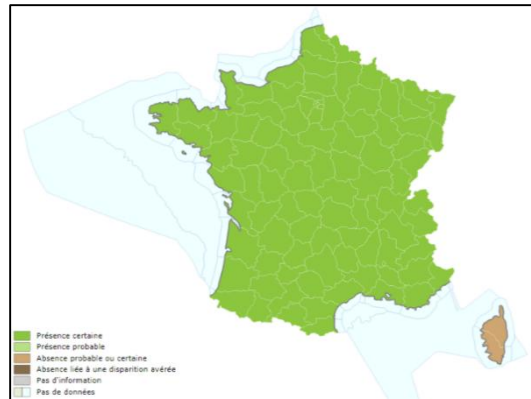 Présence certaine
Présence probable
Absence probable ou certaine
Absence liée à une disparition avérée
Pas d'information
Pas de données